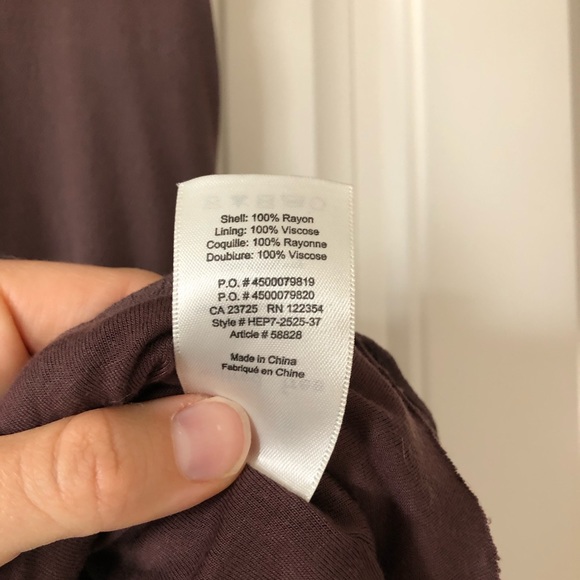 Shell: 100% Rayon
Lining: 100% Viscose
Coquille: 100% Rayonne
Doublure: 100% Viscose
P.O. # 4500079819
P.O. # 4500079820
CA 23725 RN 122354
Style # HEP7-2525-37
Article # 58828
Made in China
Fabriqué en Chine